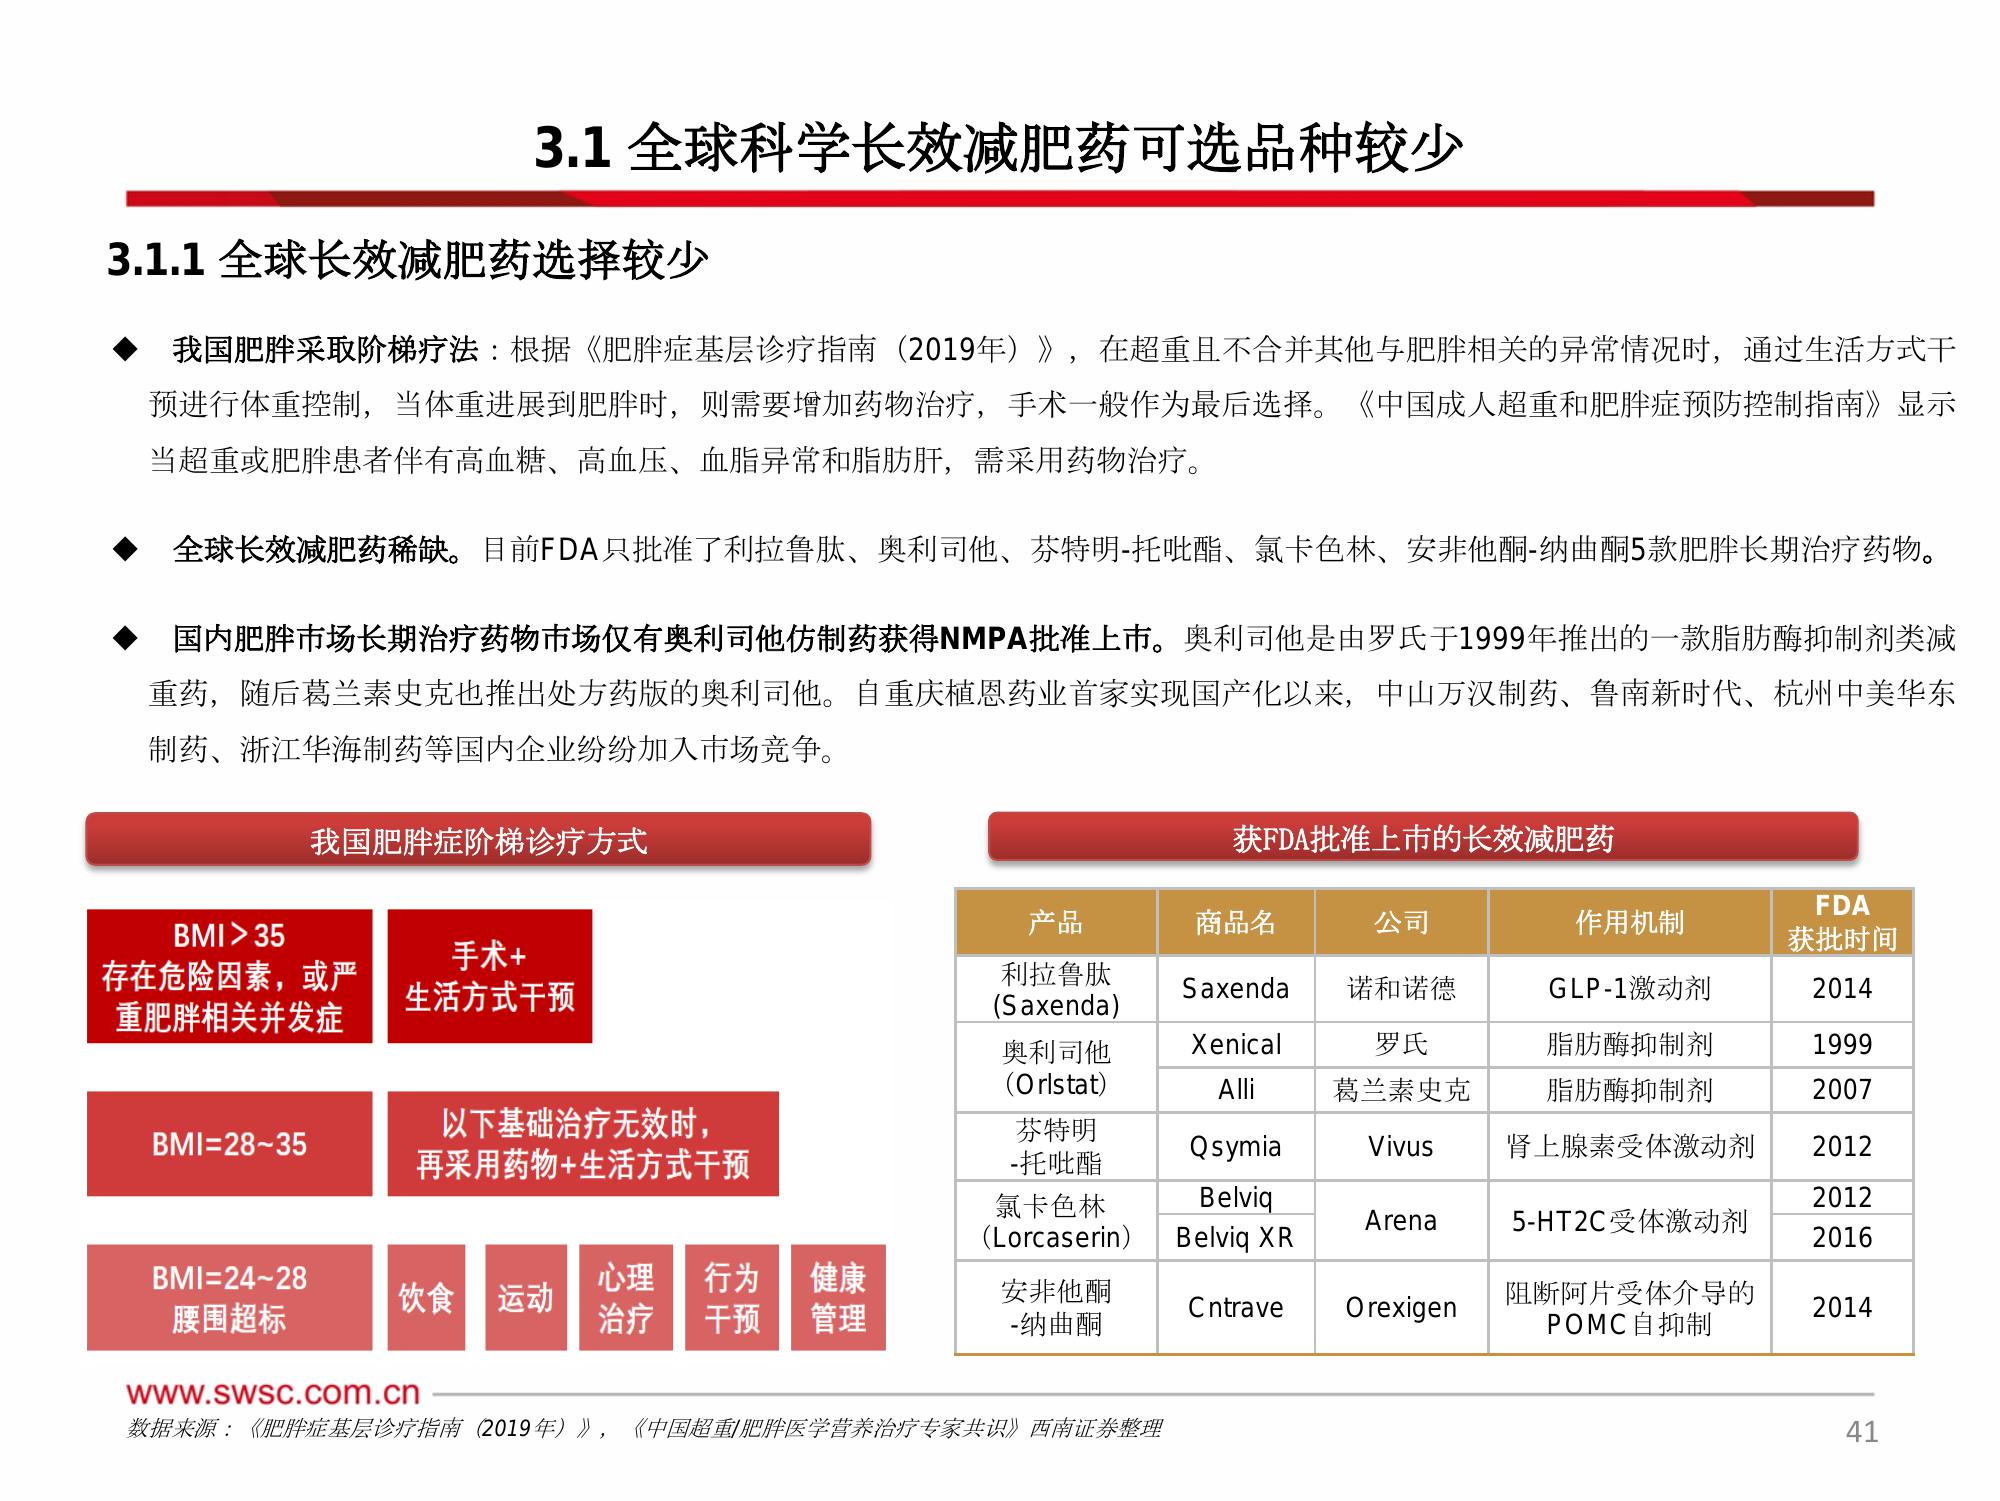 3.1 全球科学长效减肥药可选品种较少
3.1.1 全球长效减肥药选择较少
◆ 我国肥胖采取阶梯疗法：根据《肥胖症基层诊疗指南（2019年）》，在超重且不合并其他与肥胖相关的异常情况时，通过生活方式干
预进行体重控制，当体重进展到肥胖时，则需要增加药物治疗，手术一般作为最后选择。《中国成人超重和肥胖症预防控制指南》显示
当超重或肥胖患者伴有高血糖、高血压、血脂异常和脂肪肝，需采用药物治疗。
◆ 全球长效减肥药稀缺。目前FDA只批准了利拉鲁肽、奥利司他、芬特明-托吡酯、氯卡色林、安非他酮-纳曲酮5款肥胖长期治疗药物。
◆ 国内肥胖市场长期治疗药物市场仅有奥利司他仿制药获得NMPA批准上市。奥利司他是由罗氏于1999年推出的一款脂肪酶抑制剂类减
重药，随后葛兰素史克也推出处方药版的奥利司他。自重庆植恩药业首家实现国产化以来，中山万汉制药、鲁南新时代、杭州中美华东
制药、浙江华海制药等国内企业纷纷加入市场竞争。
我国肥胖症阶梯诊疗方式
BMI＞35
存在危险因素，或严
重肥胖相关并发症
手术+
生活方式干预
BMI=28~35
以下基础治疗无效时，
再采用药物+生活方式干预
BMI=24~28
腰围超标
饮食
运动
心理
治疗
行为
干预
健康
管理
获FDA批准上市的长效减肥药
产品 商品名 公司 作用机制 FDA
获批时间
利拉鲁肽
(Saxenda) Saxenda 诺和诺德 GLP-1激动剂 2014
奥利司他
（Orlstat） Xenical 罗氏 脂肪酶抑制剂 1999
Alli 葛兰素史克 脂肪酶抑制剂 2007
芬特明
-托吡酯 Qsymia Vivus 肾上腺素受体激动剂 2012
氯卡色林
（Lorcaserin） Belviq Arena 5-HT2C受体激动剂 2012
Belviq XR 2016
安非他酮
-纳曲酮 Cntrave Orexigen 阻断阿片受体介导的
POMC自抑制 2014
www.swsc.com.cn
数据来源：《肥胖症基层诊疗指南（2019年）》，《中国超重/肥胖医学营养治疗专家共识》西南证券整理
41